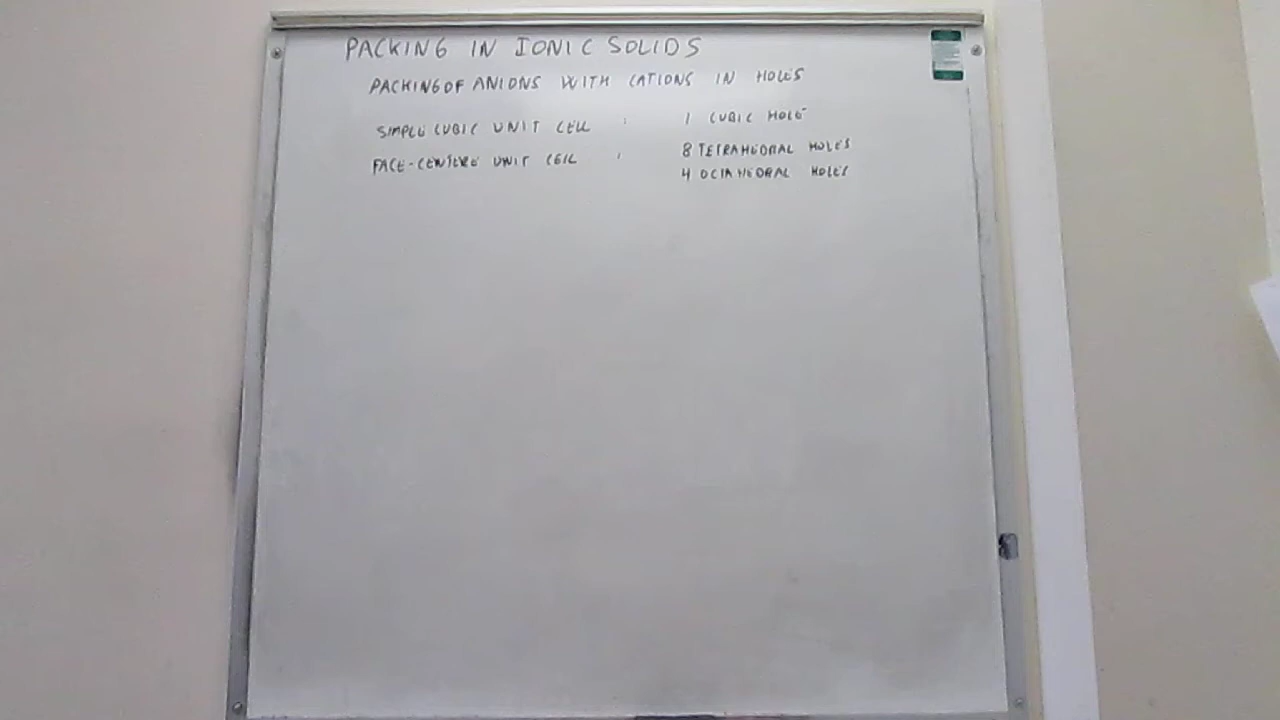 PACKING IN IONIC SOLIDS
PACKING OF ANIONS WITH CATIONS IN HOLES
SIMPLE CUBIC UNIT CELL : 1 CUBIC HOLE
FACE-CENTERE UNIT CELL : 8 TETRAHEDRAL HOLES
4 OCTAHEDRAL HOLES